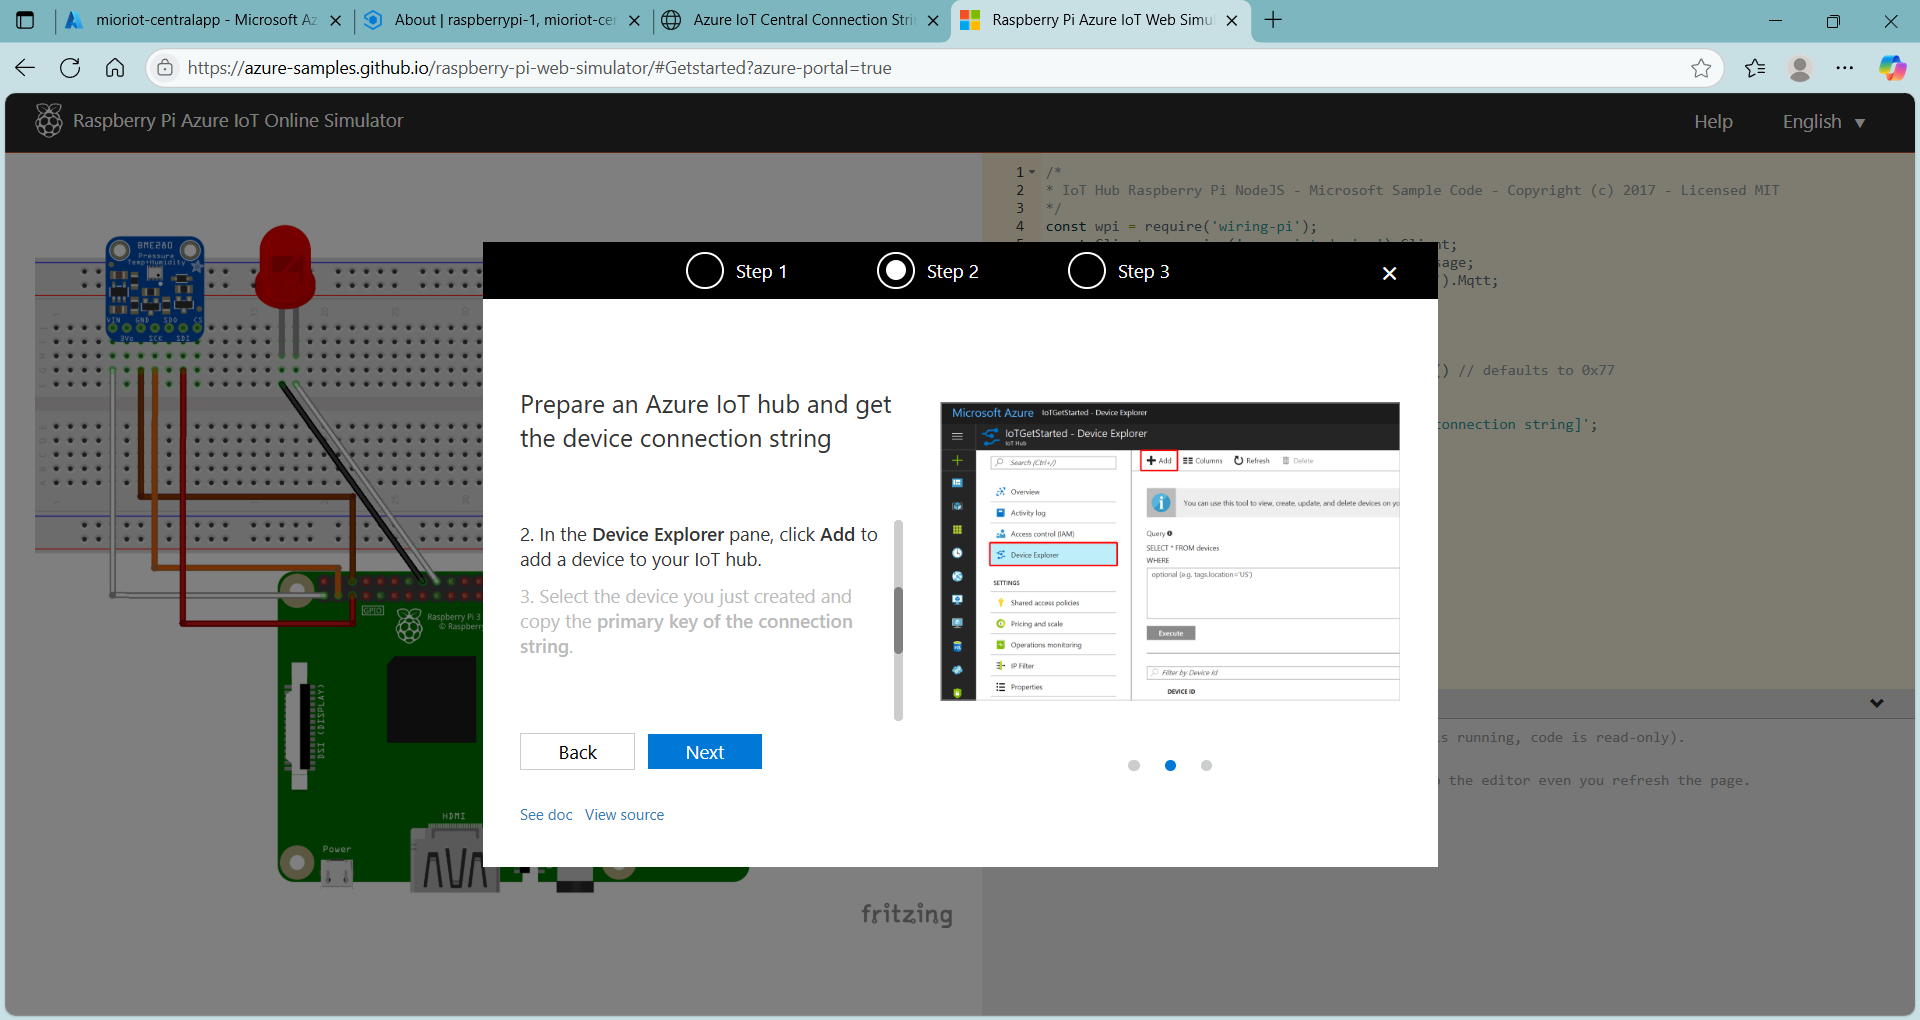 mioriot-centralapp - Microsoft Az
About | raspberrypi-1, mioriot-cen
Azure IoT Central Connection Stri
Raspberry Pi Azure IoT Web Simul
https://azure-samples.github.io/raspberry-pi-web-simulator/#Getstarted?azure-portal=true
Raspberry Pi Azure IoT Online Simulator
Help
English
1 /*
2 * IoT Hub Raspberry Pi NodeJS - Microsoft Sample Code - Copyright (c) 2017 - Licensed MIT
3 */
4 const wpi = require('wiring-pi');
nt;
sage;
).Mqtt;
) // defaults to 0x77
connection string]';
s running, code is read-only).
the editor even you refresh the page.
BME280
Pressure
Temp+Humidity
VIN GND SDO CS
3Vo SCK SDI
GPIO
Raspberry Pi 3
© Raspberr
DSI (DISPLAY)
HDMI
Power
fritzing
Step 1
Step 2
Step 3
Prepare an Azure IoT hub and get
the device connection string
2. In the Device Explorer pane, click Add to
add a device to your IoT hub.
3. Select the device you just created and
copy the primary key of the connection
string.
Back
Next
See doc
View source
Microsoft Azure IoTGetStarted - Device Explorer
IoTGetStarted - Device Explorer
IoT Hub
Search (Ctrl+/)
Overview
Activity log
Access control (IAM)
Device Explorer
SETTINGS
Shared access policies
Pricing and scale
Operations monitoring
IP Filter
Properties
Add
Columns
Refresh
Delete
You can use this tool to view, create, update, and delete devices on yo
Query
SELECT * FROM devices
WHERE
optional (e.g. tags.location='US')
Execute
Filter by Device Id
DEVICE ID